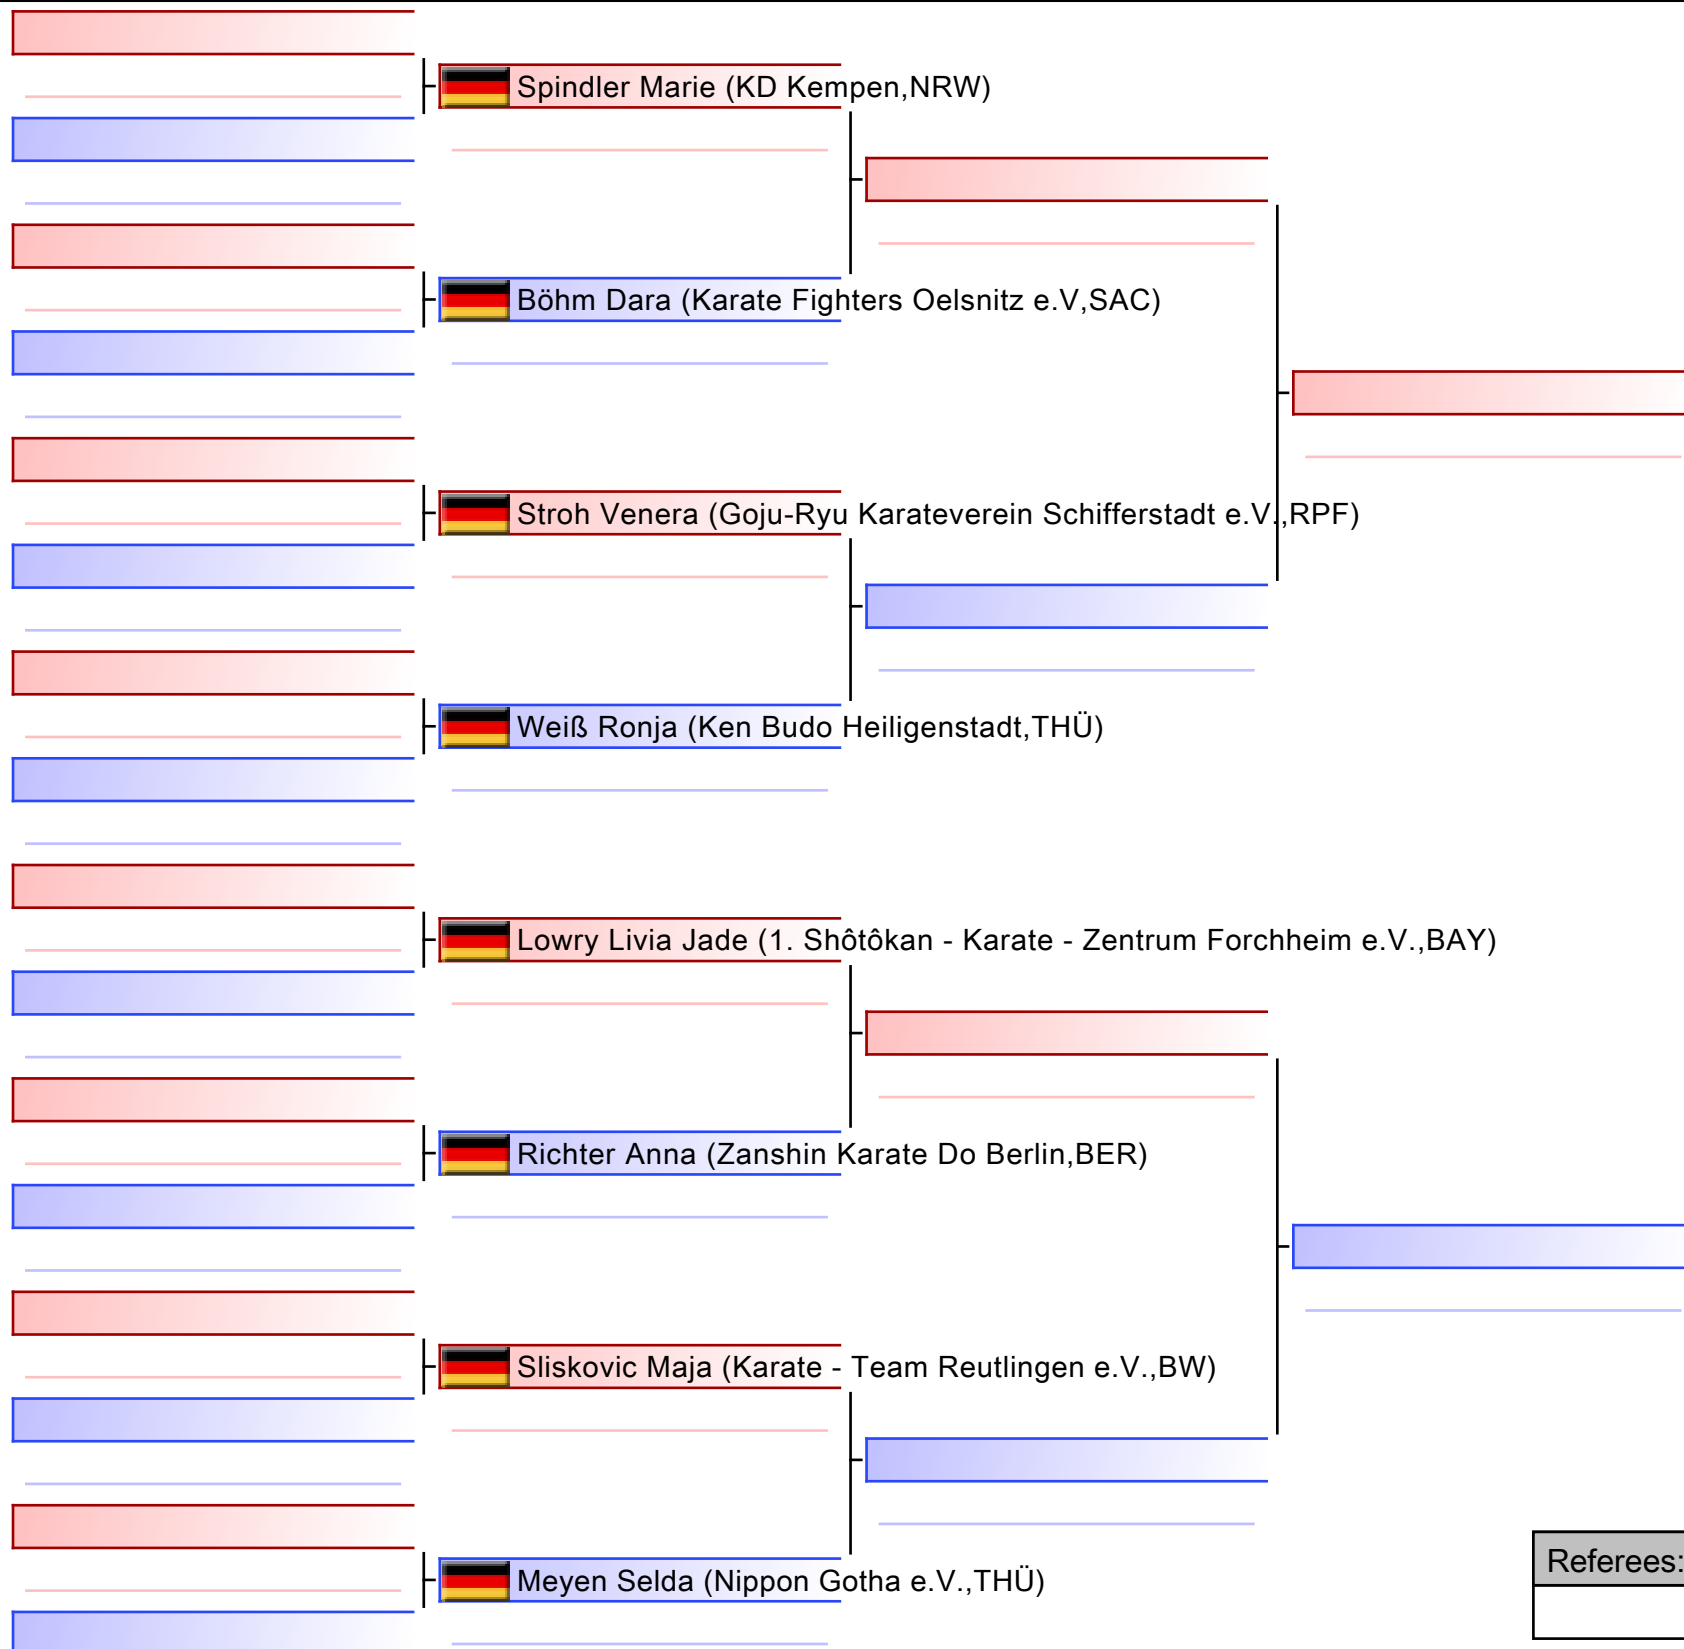 Spindler Marie (KD Kempen,NRW)
Böhm Dara (Karate Fighters Oelsnitz e.V,SAC)
Stroh Venera (Goju-Ryu Karateverein Schifferstadt e.V.,RPF)
Weiß Ronja (Ken Budo Heiligenstadt,THÜ)
Lowry Livia Jade (1. Shôtôkan - Karate - Zentrum Forchheim e.V.,BAY)
Richter Anna (Zanshin Karate Do Berlin,BER)
Sliskovic Maja (Karate - Team Reutlingen e.V.,BW)
Referees:
Meyen Selda (Nippon Gotha e.V.,THÜ)